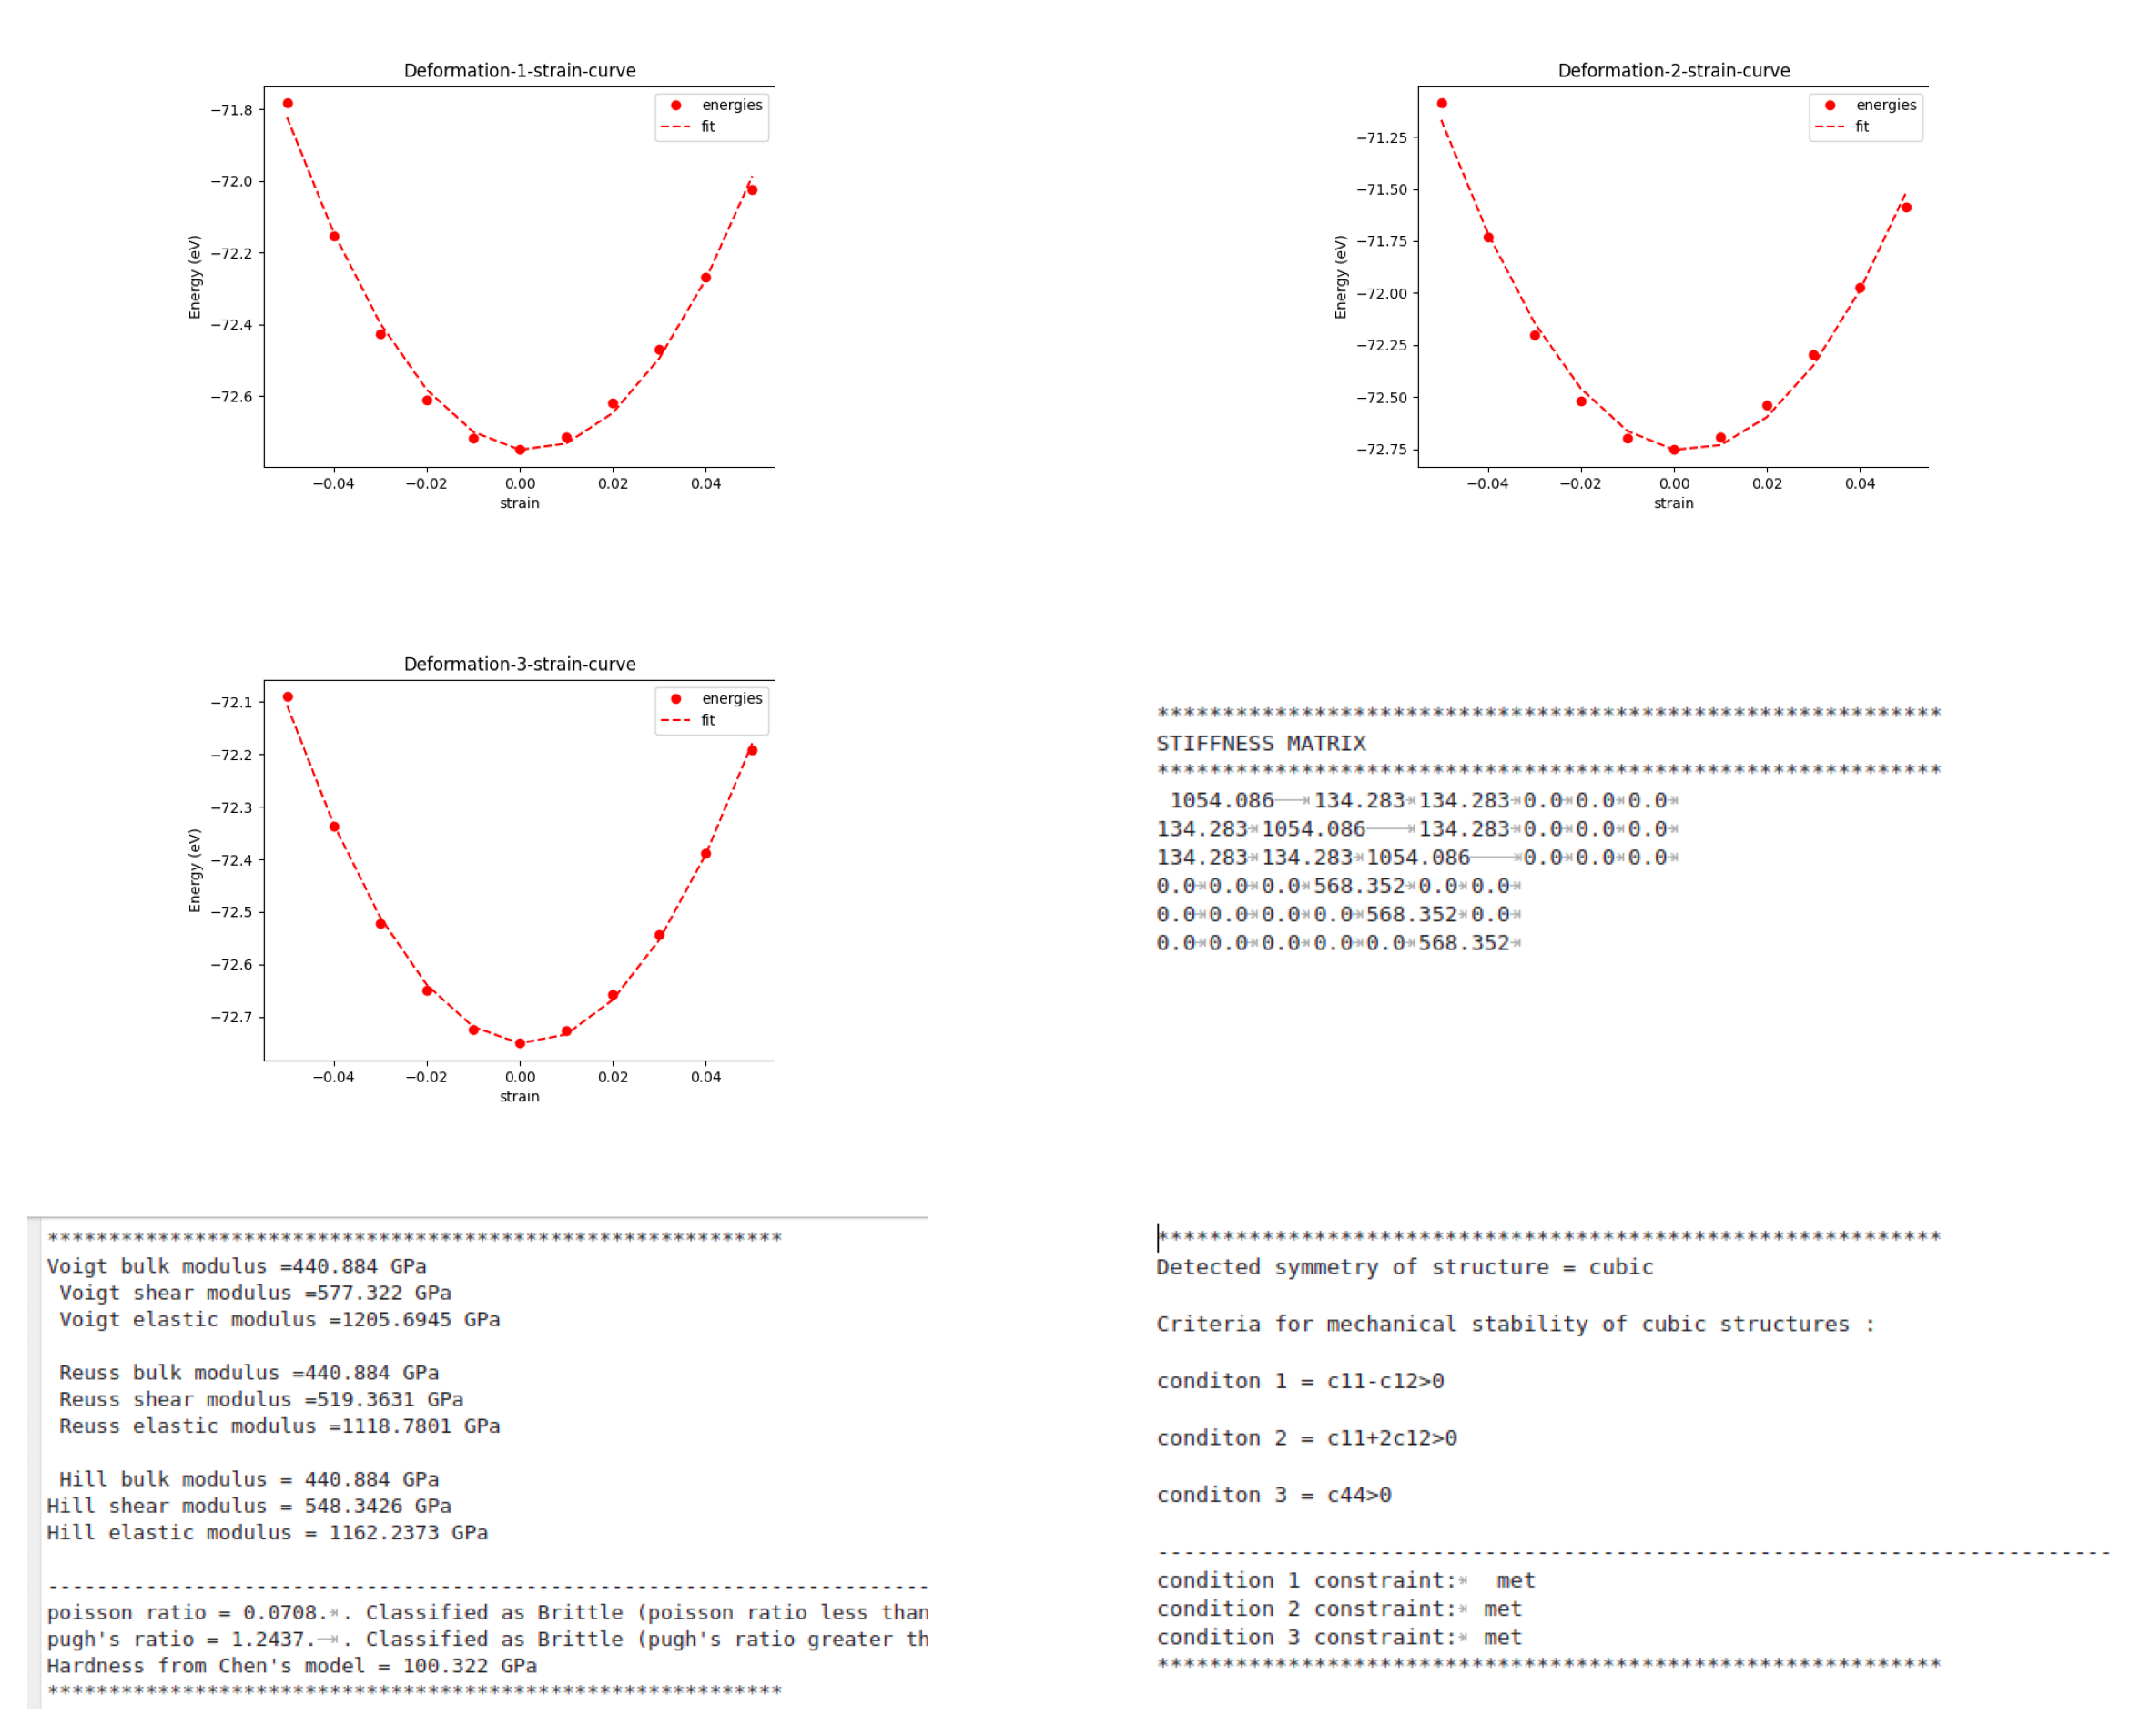 Deformation-1-strain-curve
energies
fit
−71.8
−72.0
−72.2
−72.4
−72.6
Energy (eV)
−0.04 −0.02 0.00 0.02 0.04
strain
Deformation-2-strain-curve
energies
fit
−71.25
−71.50
−71.75
−72.00
−72.25
−72.50
−72.75
Energy (eV)
−0.04 −0.02 0.00 0.02 0.04
strain
Deformation-3-strain-curve
energies
fit
−72.1
−72.2
−72.3
−72.4
−72.5
−72.6
−72.7
Energy (eV)
−0.04 −0.02 0.00 0.02 0.04
strain
************************************************************
STIFFNESS MATRIX
************************************************************
1054.086 134.283 134.283 0.0 0.0 0.0
134.283 1054.086 134.283 0.0 0.0 0.0
134.283 134.283 1054.086 0.0 0.0 0.0
0.0 0.0 0.0 568.352 0.0 0.0
0.0 0.0 0.0 0.0 568.352 0.0
0.0 0.0 0.0 0.0 0.0 568.352
************************************************************
Voigt bulk modulus =440.884 GPa
Voigt shear modulus =577.322 GPa
Voigt elastic modulus =1205.6945 GPa
Reuss bulk modulus =440.884 GPa
Reuss shear modulus =519.3631 GPa
Reuss elastic modulus =1118.7801 GPa
Hill bulk modulus = 440.884 GPa
Hill shear modulus = 548.3426 GPa
Hill elastic modulus = 1162.2373 GPa
------------------------------------------------------------------------
poisson ratio = 0.0708. . Classified as Brittle (poisson ratio less than
pugh's ratio = 1.2437. . Classified as Brittle (pugh's ratio greater th
Hardness from Chen's model = 100.322 GPa
************************************************************
************************************************************
Detected symmetry of structure = cubic
Criteria for mechanical stability of cubic structures :
conditon 1 = c11-c12>0
conditon 2 = c11+2c12>0
conditon 3 = c44>0
-------------------------------------------------------------------------
condition 1 constraint: met
condition 2 constraint: met
condition 3 constraint: met
************************************************************